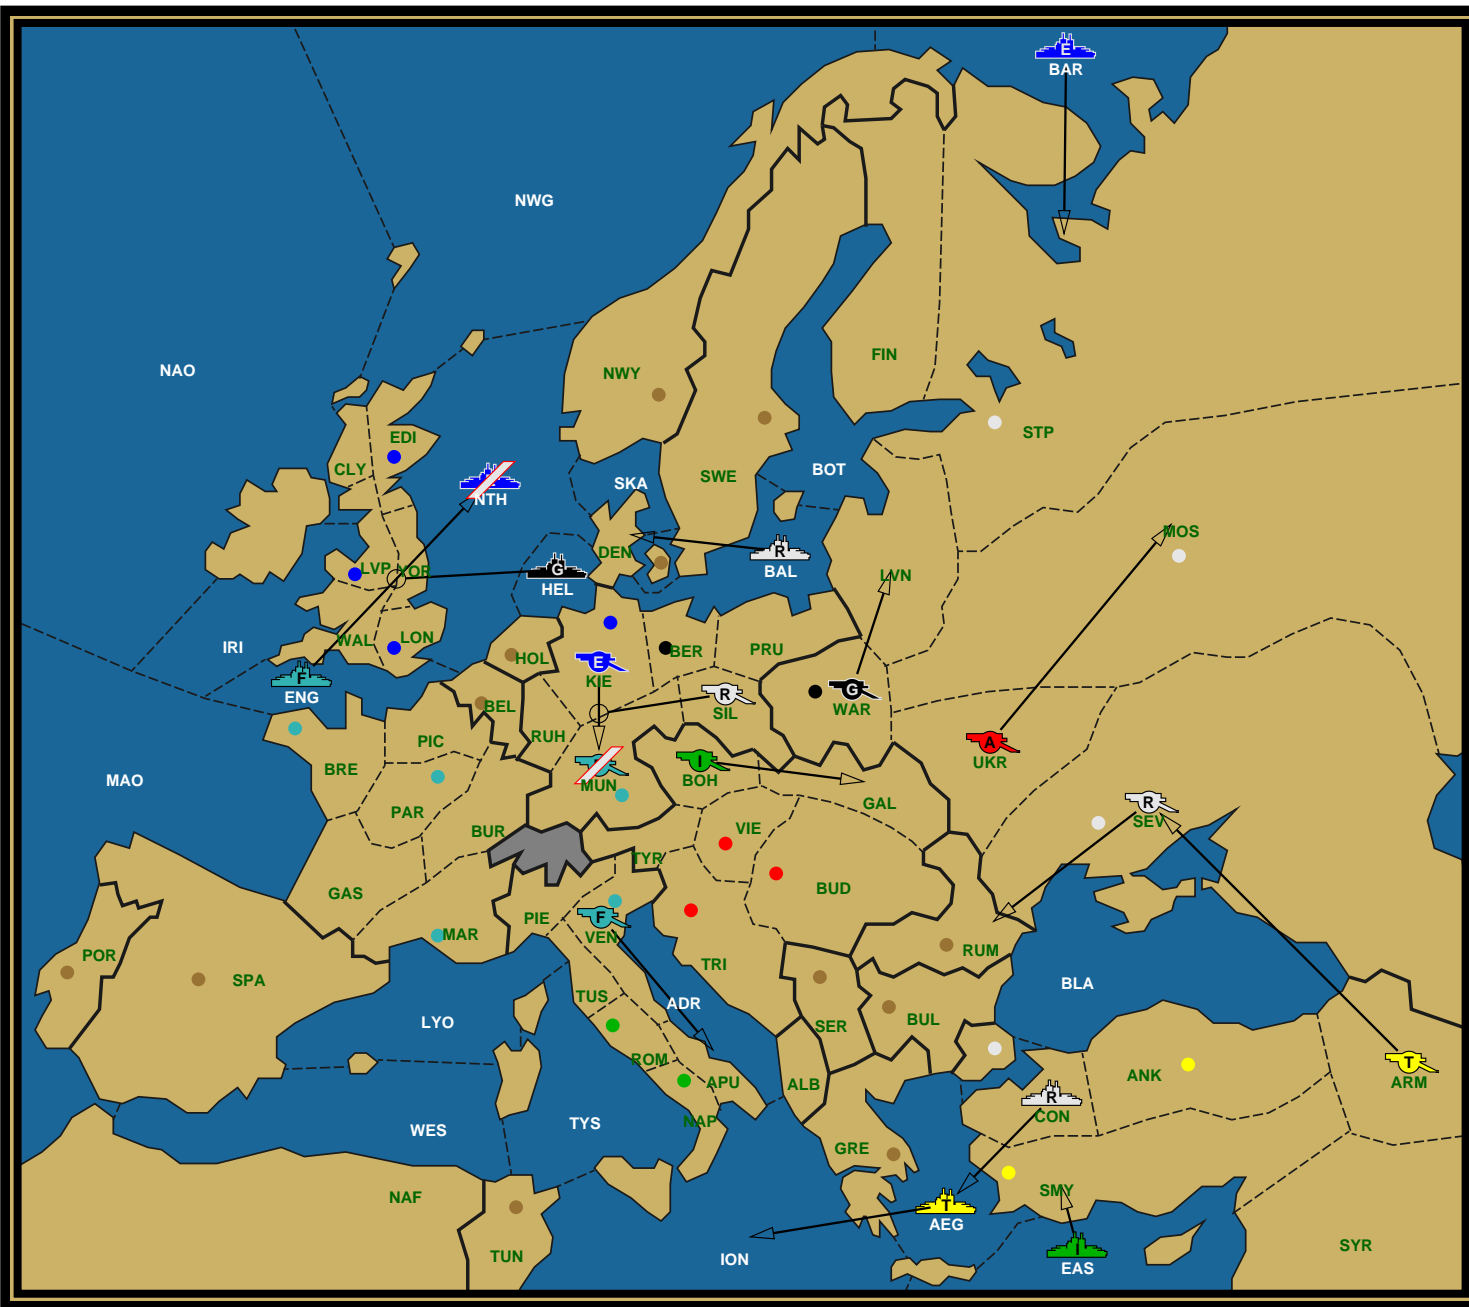 E
BAR
NWG
NAO
FIN
NWY
EDI
STP
CLY
BOT
SWE
SKA
NTH
MOS
DEN
R
BAL
G
HEL
LVP
YOR
LVN
IRI
WAL
LON
HOL
E
KIE
BER
PRU
F
ENG
R
SIL
G
WAR
BEL
RUH
PIC
A
UKR
BRE
MAO
MUN
I
BOH
GAL
R
SEV
PAR
BUR
VIE
TYR
GAS
BUD
PIE
F
VEN
MAR
POR
SPA
TRI
RUM
TUS
ADR
BLA
LYO
SER
BUL
ROM
APU
ALB
ANK
T
ARM
R
CON
NAP
WES
TYS
GRE
NAF
SMY
T
AEG
TUN
ION
I
EAS
SYR